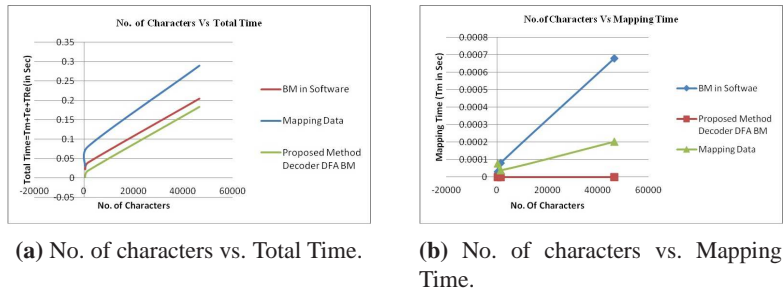 No. of Characters Vs Total Time
Total Time=Tm+Te+TRe(in Sec)
0.35
0.3
0.25
0.2
0.15
0.1
0.05
0
-0.05
-20000 0 20000 40000 60000
No. of Characters
BM in Software
Mapping Data
Proposed Method
Decoder DFA BM
(a) No. of characters vs. Total Time.
No.of Characters Vs Mapping Time
Mapping Time (Tm in Sec)
0.0008
0.0007
0.0006
0.0005
0.0004
0.0003
0.0002
0.0001
0
-20000 0 20000 40000 60000
No. Of Characters
BM in Softwae
Proposed Method
Decoder DFA BM
Mapping Data
(b) No. of characters vs. Mapping
Time.